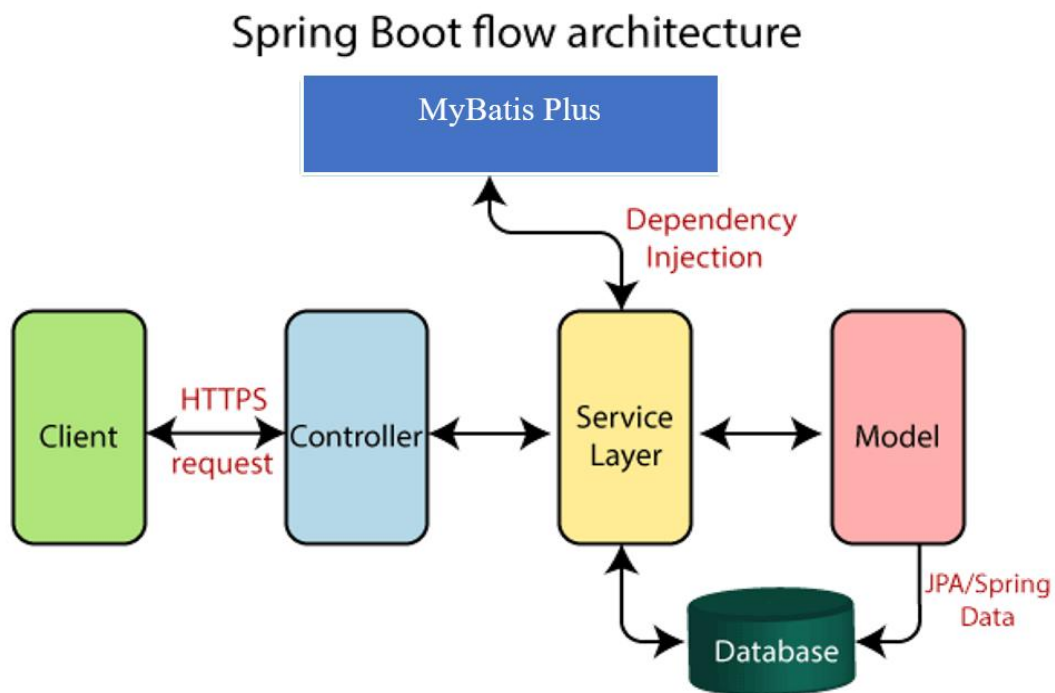 Spring Boot flow architecture
MyBatis Plus
Dependency
Injection
Client
HTTPS
request
Controller
Service
Layer
Model
JPA/Spring
Data
Database